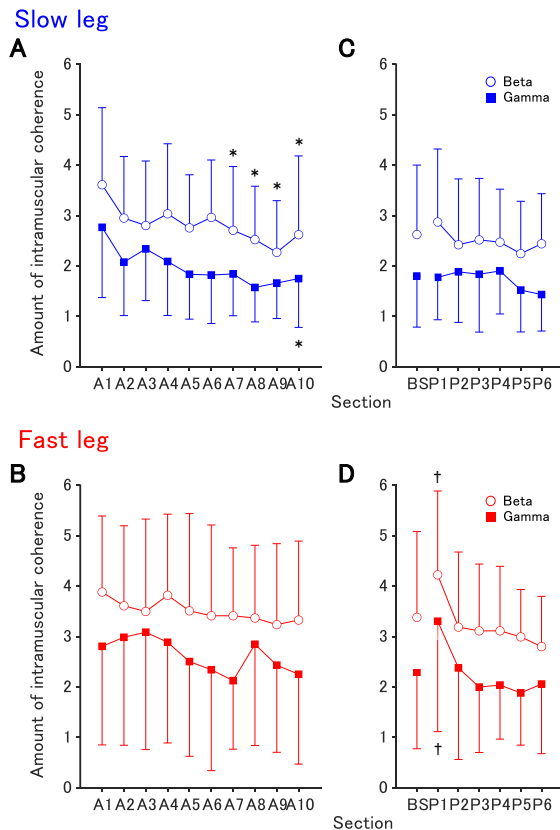 Slow leg
A
Amount of intramuscular coherence
6
5
4
3
2
1
0
* * * *
*
A1 A2 A3 A4 A5 A6 A7 A8 A9 A10
C
6
5
4
3
2
1
0
Beta
Gamma
BS P1 P2 P3 P4 P5 P6
Section
Fast leg
B
Amount of intramuscular coherence
6
5
4
3
2
1
0
A1 A2 A3 A4 A5 A6 A7 A8 A9 A10
D
6
5
4
3
2
1
0
†
Beta
Gamma
†
BS P1 P2 P3 P4 P5 P6
Section